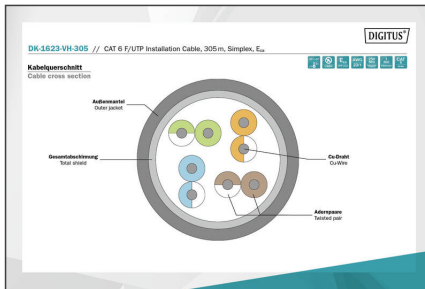 DIGITUS®
DK-1623-VH-305 // CAT 6 F/UTP Installation Cable, 305 m, Simplex, Eca
Kabelquerschnitt
Cable cross section
Außenmantel
Outer jacket
Gesamtabschirmung
Total shield
Cu-Draht
Cu-Wire
Adernpaare
Twisted pair